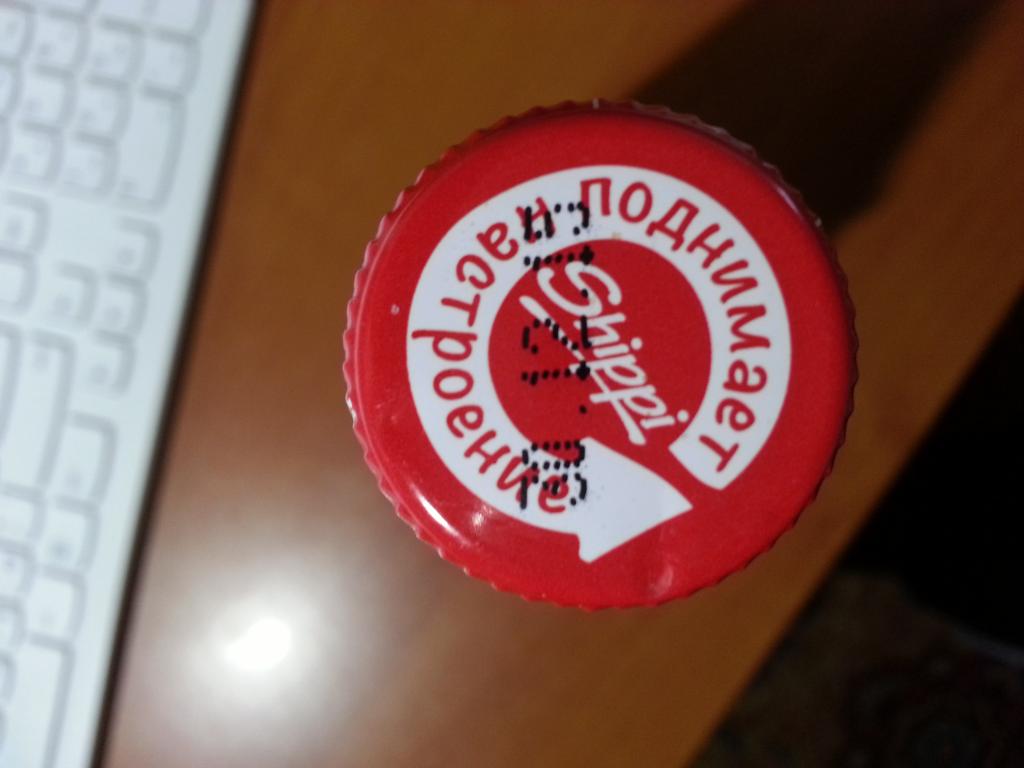 поднимает
настроение
Shippi